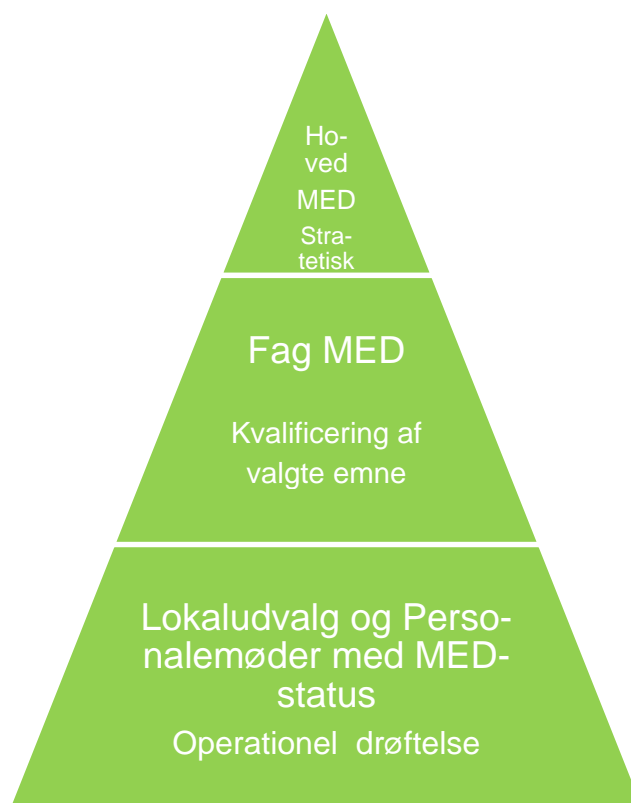 Ho-
ved
MED
Stra-
tetisk
Fag MED
Kvalificering af
valgte emne
Lokaludvalg og Perso-
nalemøder med MED-
status
Operationel drøftelse